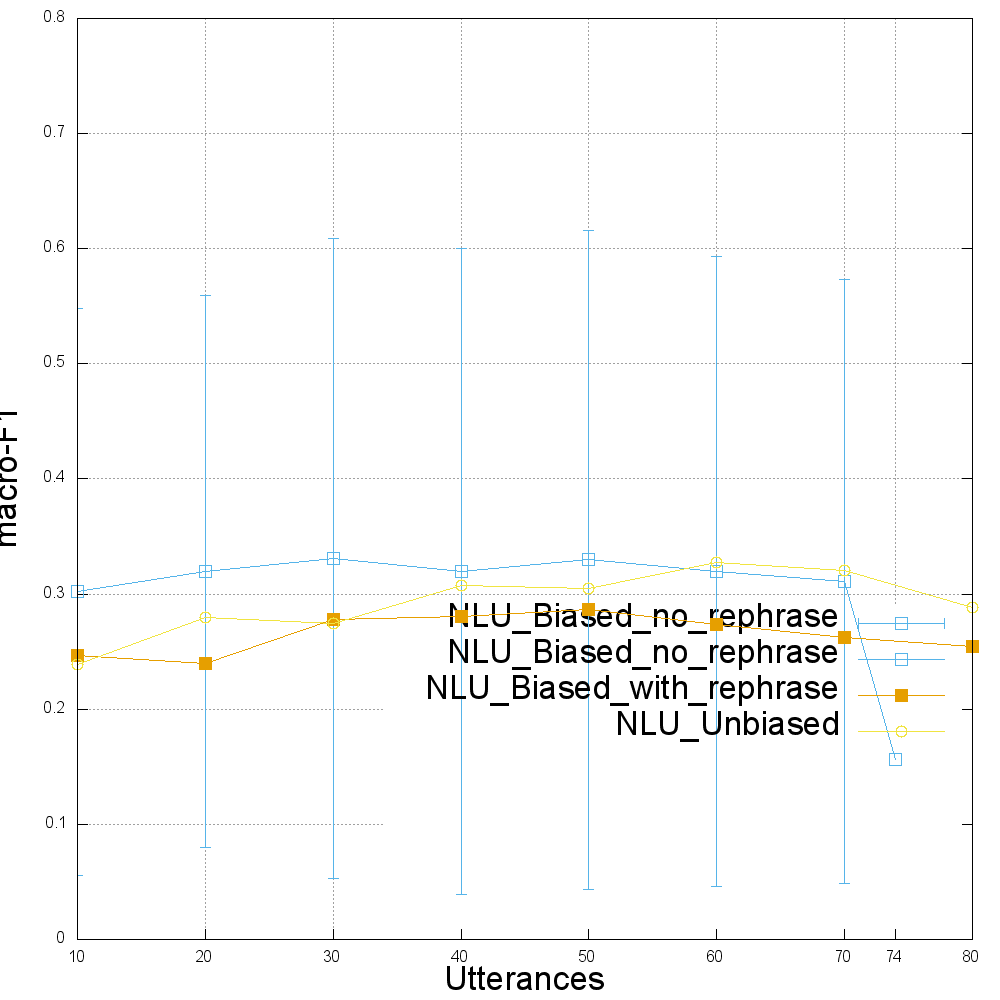 0.8
0.7
0.6
0.5
0.4
0.3
0.2
0.1
0
macro-F1
NLU_Biased_no_rephrase
NLU_Biased_no_rephrase
NLU_Biased_with_rephrase
NLU_Unbiased
10 20 30 40 50 60 70 74 80
Utterances